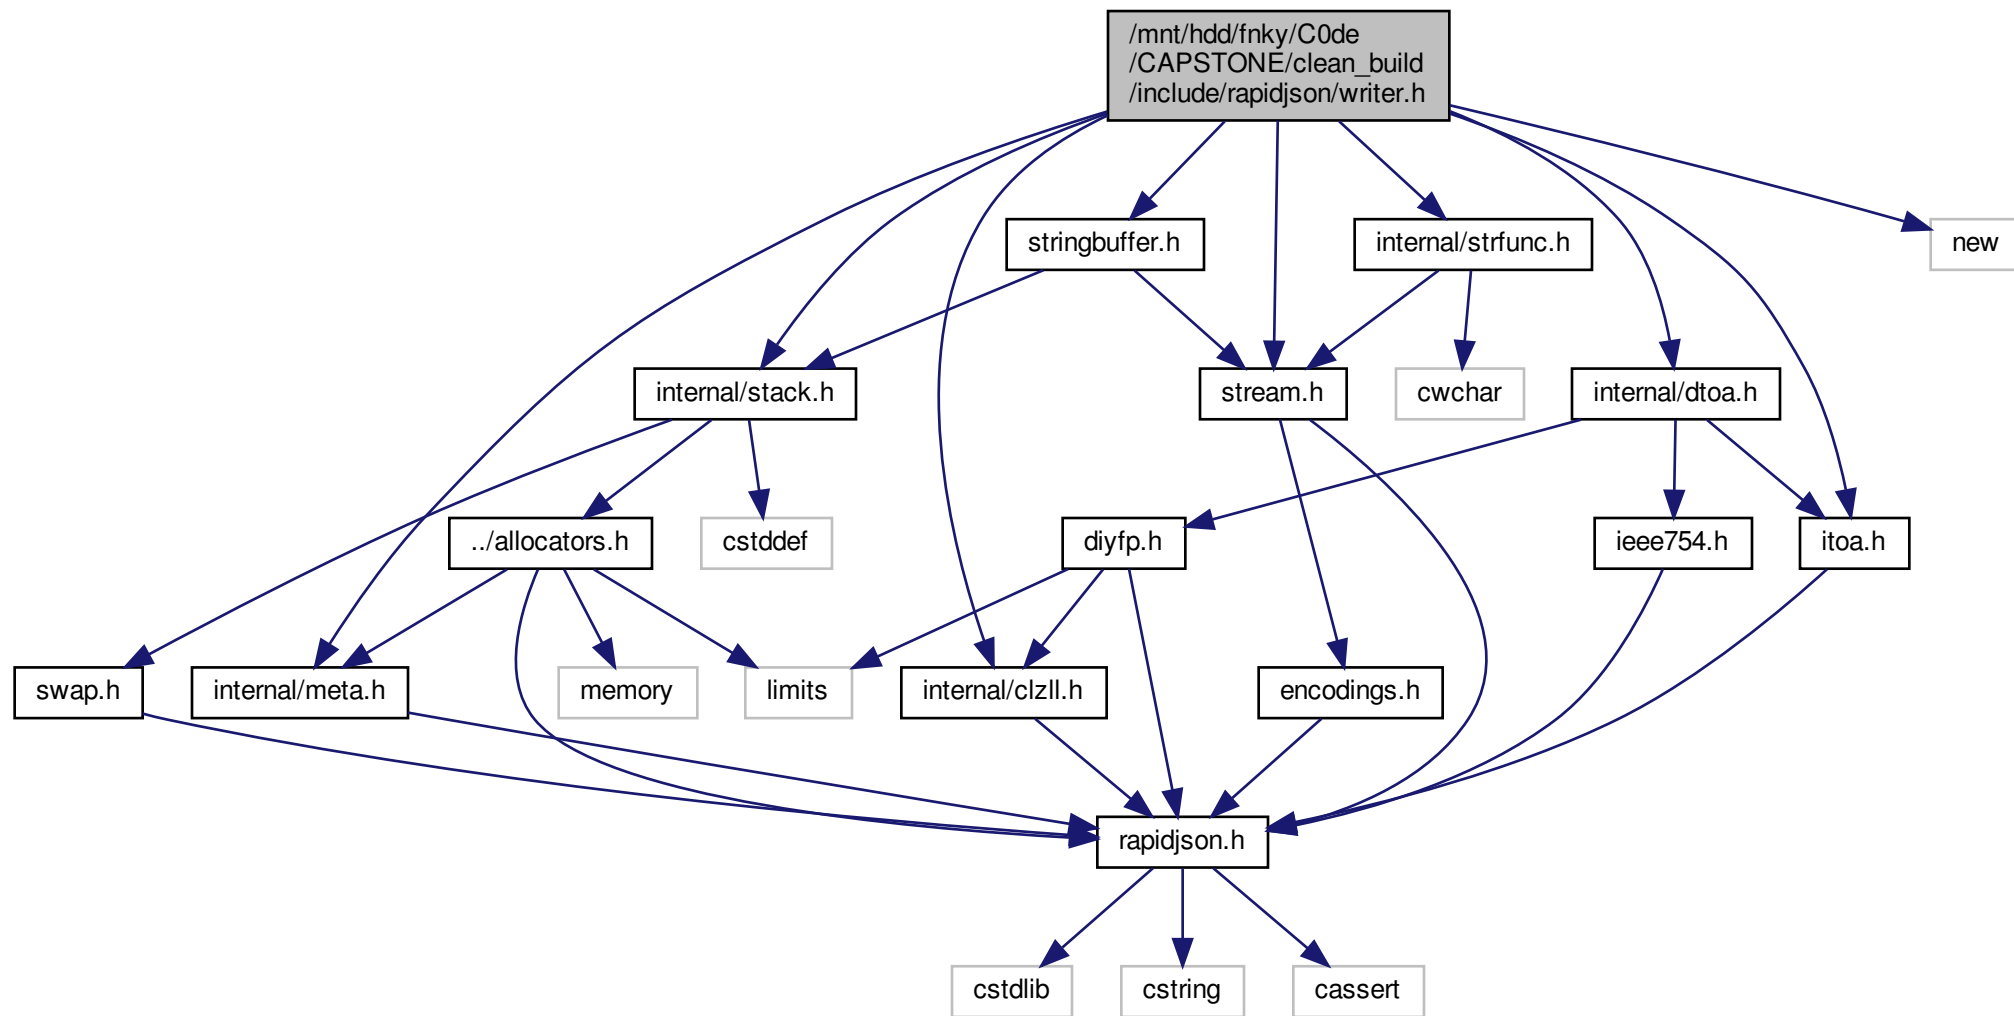 /mnt/hdd/fnky/C0de
/CAPSTONE/clean_build
/include/rapidjson/writer.h
stringbuffer.h
internal/strfunc.h
new
internal/stack.h
stream.h
cwchar
internal/dtoa.h
../allocators.h
cstddef
diyfp.h
ieee754.h
itoa.h
swap.h
internal/meta.h
memory
limits
internal/clzll.h
encodings.h
rapidjson.h
cstdlib
cstring
cassert